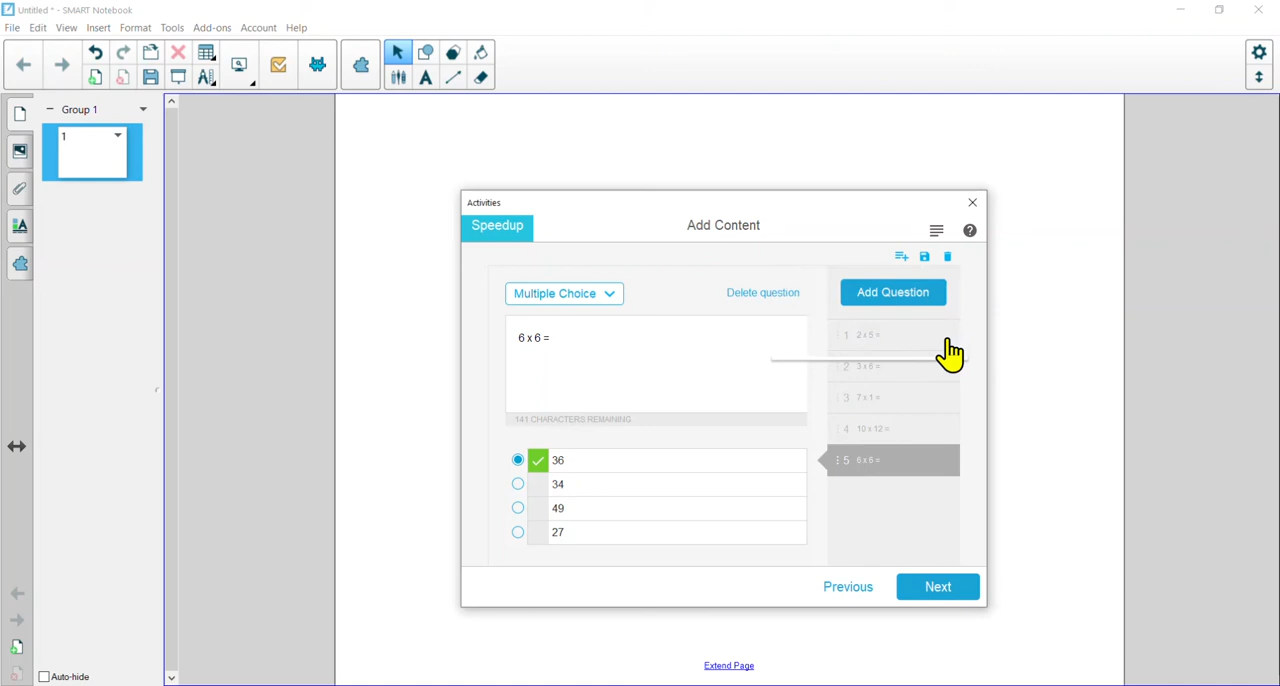 Untitled * - SMART Notebook
File Edit View Insert Format Tools Add-ons Account Help
Group 1
1
Activities
Speedup
Add Content
Multiple Choice
Delete question
Add Question
6 x 6 =
1 2 x 5 =
2 3 x 6 =
3 7 x 1 =
4 10 x 12 =
5 6 x 6 =
141 CHARACTERS REMAINING
36
34
49
27
Previous
Next
Extend Page
Auto-hide